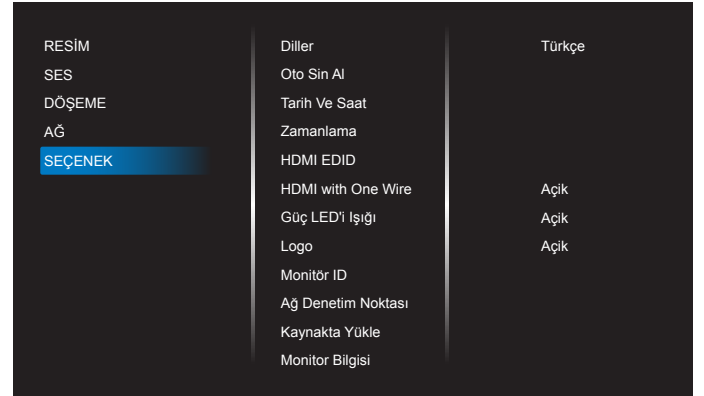 RESİM
SES
DÖŞEME
AĞ
SEÇENEK
Diller Türkçe
Oto Sin Al
Tarih Ve Saat
Zamanlama
HDMI EDID
HDMI with One Wire Açik
Güç LED'i Işığı Açik
Logo Açik
Monitör ID
Ağ Denetim Noktası
Kaynakta Yükle
Monitor Bilgisi